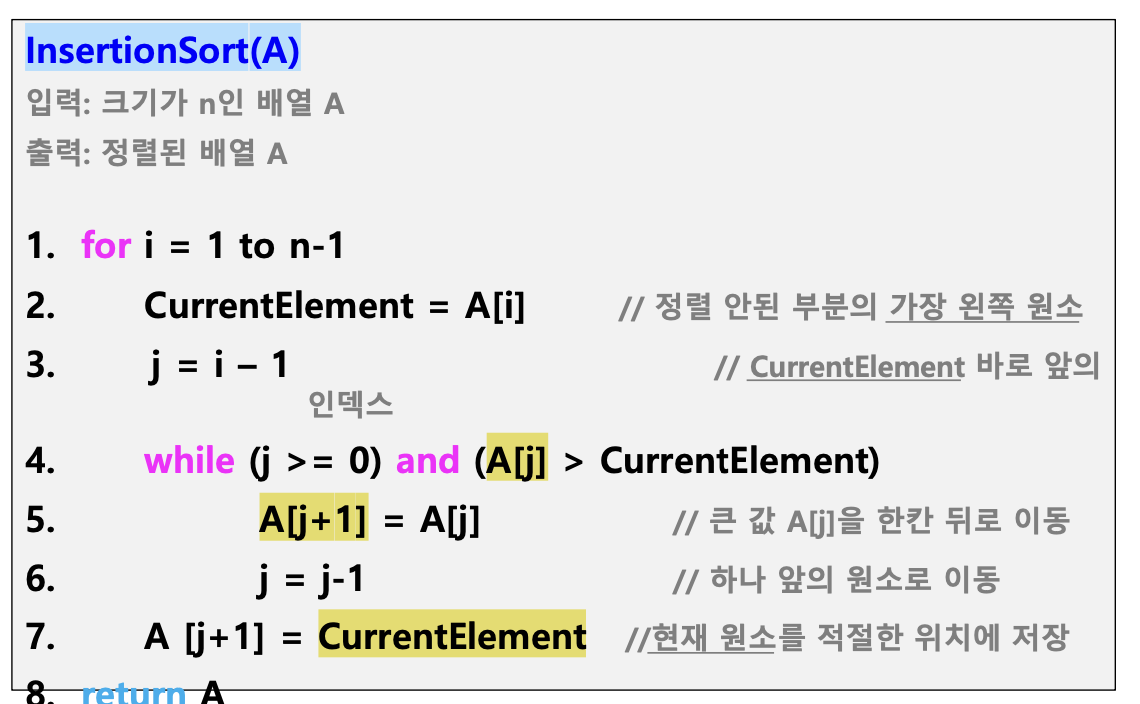 InsertionSort(A)
입력: 크기가 n인 배열 A
출력: 정렬된 배열 A
1. for i = 1 to n-1
2. CurrentElement = A[i] // 정렬 안된 부분의 가장 왼쪽 원소
3. j = i – 1 // CurrentElement 바로 앞의
인덱스
4. while (j >= 0) and (A[j] > CurrentElement)
5. A[j+1] = A[j] // 큰 값 A[j]을 한칸 뒤로 이동
6. j = j-1 // 하나 앞의 원소로 이동
7. A [j+1] = CurrentElement //현재 원소를 적절한 위치에 저장
8. return A